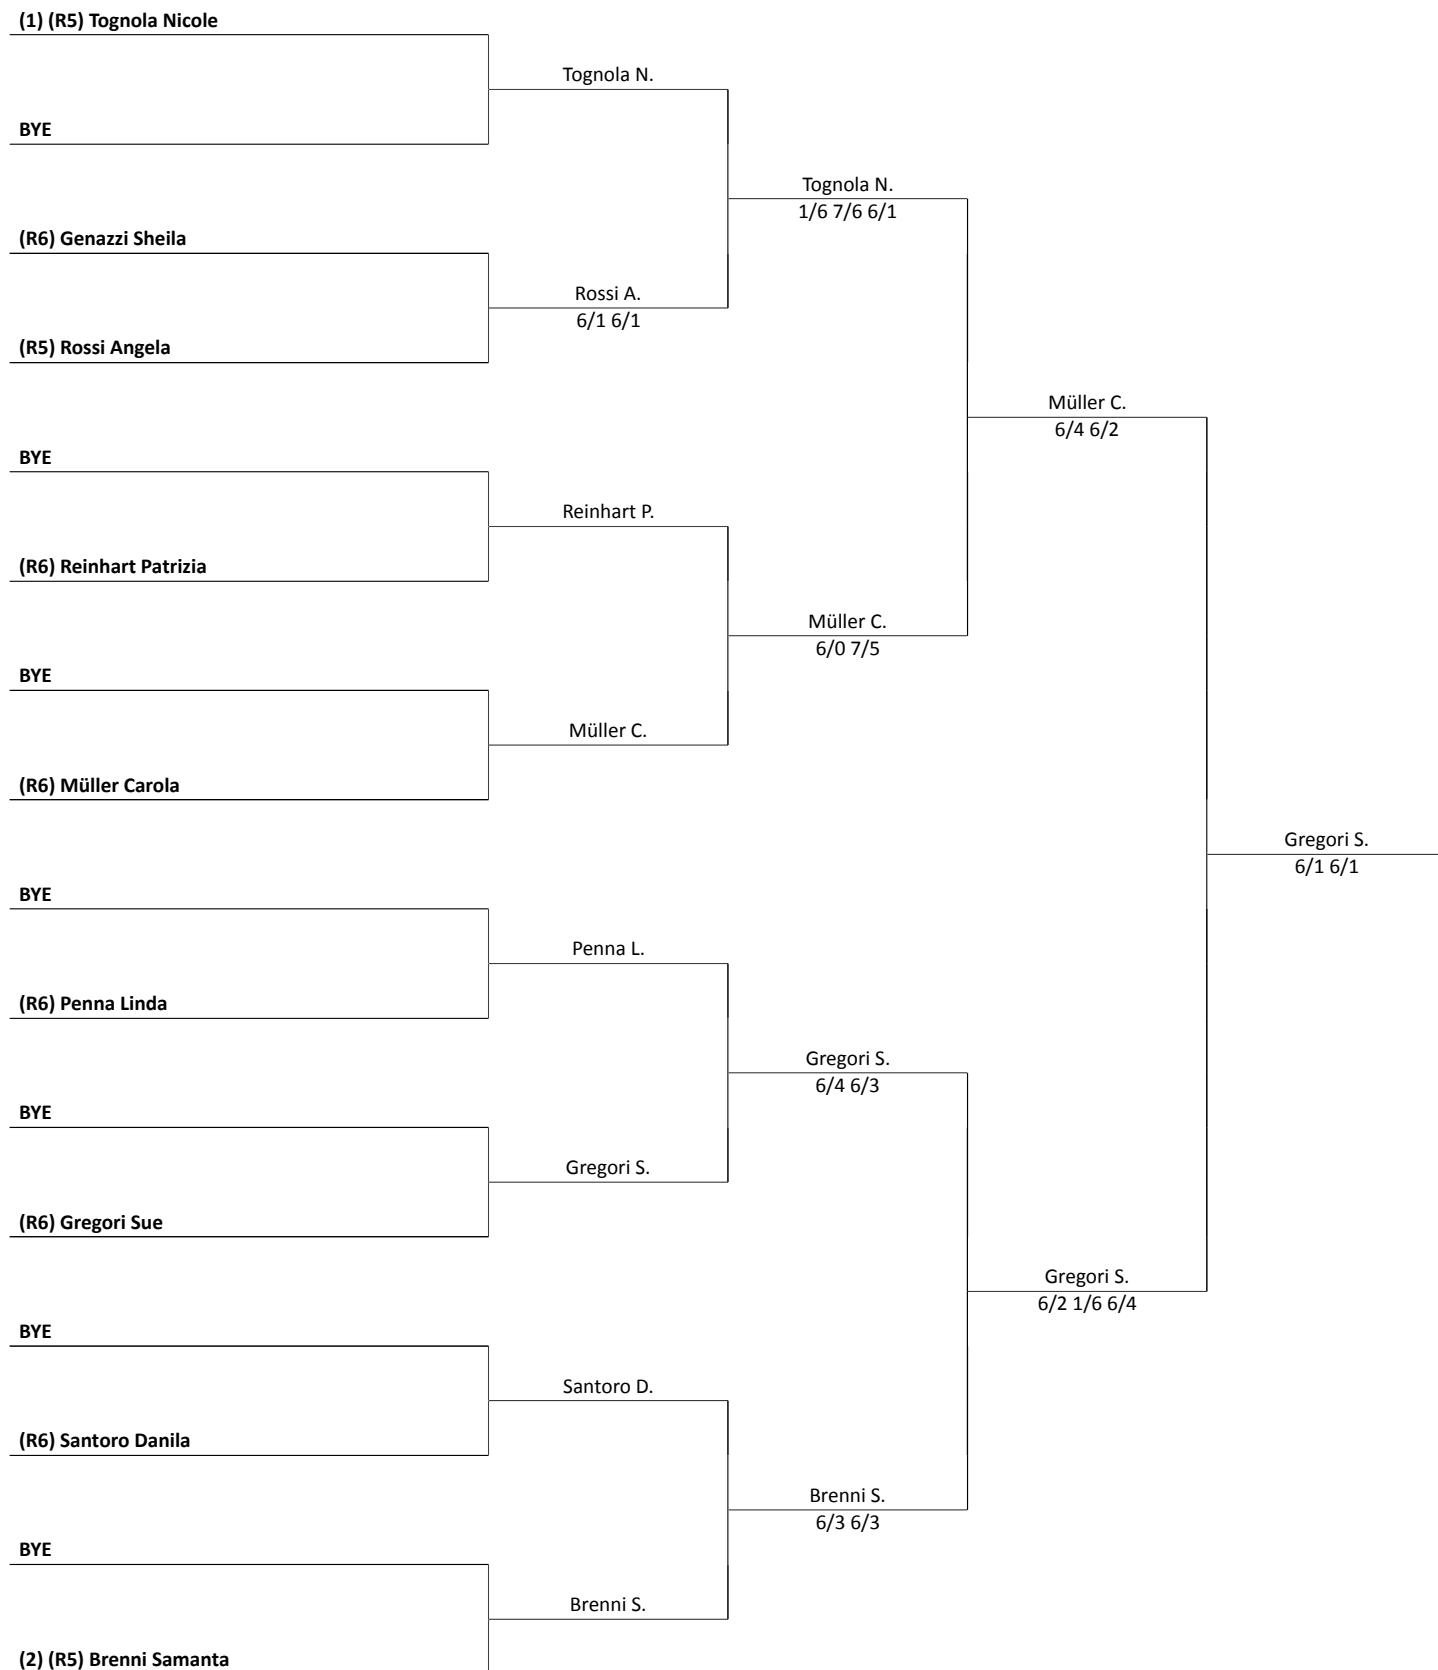 (1) (R5) Tognola Nicole
Tognola N.
BYE
Tognola N.
1/6 7/6 6/1
(R6) Genazzi Sheila
Rossi A.
6/1 6/1
(R5) Rossi Angela
Müller C.
6/4 6/2
BYE
Reinhart P.
(R6) Reinhart Patrizia
Müller C.
6/0 7/5
BYE
Müller C.
(R6) Müller Carola
Gregori S.
6/1 6/1
BYE
Penna L.
(R6) Penna Linda
Gregori S.
6/4 6/3
BYE
Gregori S.
(R6) Gregori Sue
Gregori S.
6/2 1/6 6/4
BYE
Santoro D.
(R6) Santoro Danila
Brenni S.
6/3 6/3
BYE
Brenni S.
(2) (R5) Brenni Samanta